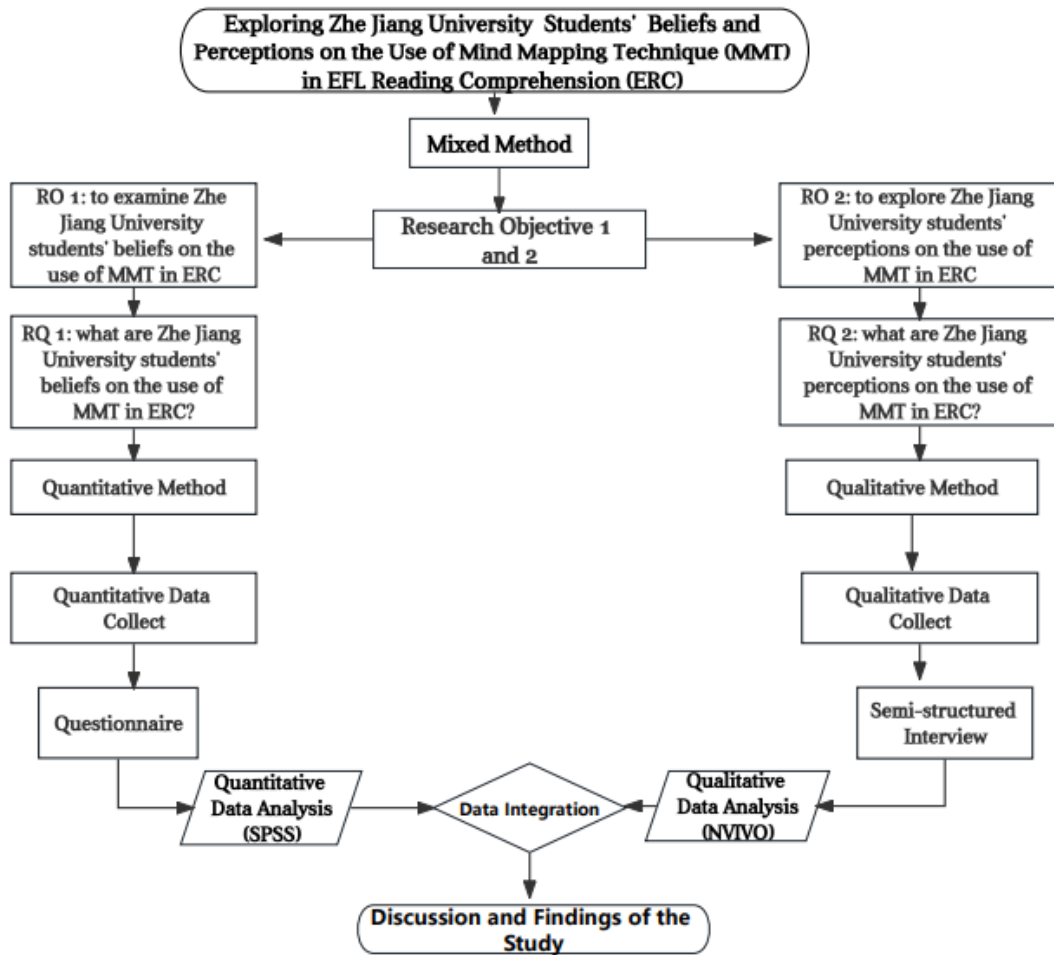 Exploring Zhe Jiang University Students' Beliefs and
Perceptions on the Use of Mind Mapping Technique (MMT)
in EFL Reading Comprehension (ERC)
Mixed Method
Research Objective 1
and 2
RO 1: to examine Zhe
Jiang University
students' beliefs on the
use of MMT in ERC
RQ 1: what are Zhe Jiang
University students'
beliefs on the use of
MMT in ERC?
Quantitative Method
Quantitative Data
Collect
Questionnaire
Quantitative
Data Analysis
(SPSS)
RO 2: to explore Zhe Jiang
University students'
perceptions on the use of
MMT in ERC
RQ 2: what are Zhe Jiang
University students'
perceptions on the use of
MMT in ERC?
Qualitative Method
Qualitative Data
Collect
Semi-structured
Interview
Qualitative
Data Analysis
(NVIVO)
Data Integration
Discussion and Findings of the
Study